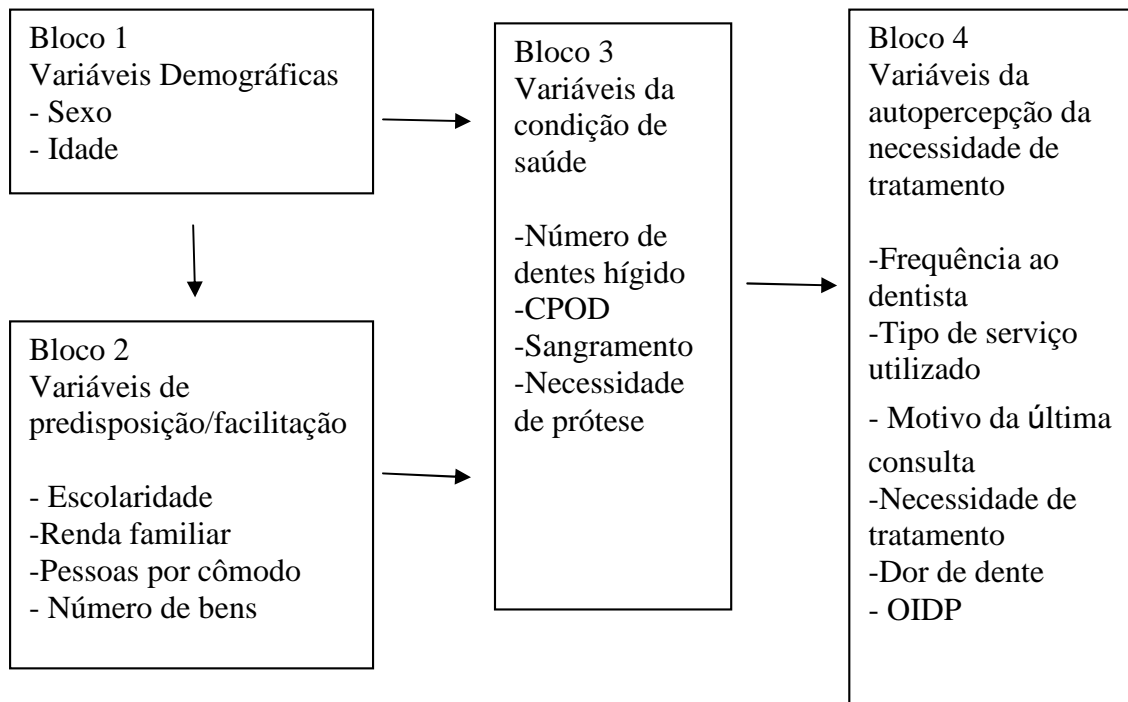 Bloco 1
Variáveis Demográficas
- Sexo
- Idade
Bloco 2
Variáveis de
predisposição/facilitação
- Escolaridade
-Renda familiar
-Pessoas por cômodo
- Número de bens
Bloco 3
Variáveis da
condição de
saúde
-Número de
dentes hígido
-CPOD
-Sangramento
-Necessidade
de prótese
Bloco 4
Variáveis da
autopercepção da
necessidade de
tratamento
-Frequência ao
dentista
-Tipo de serviço
utilizado
- Motivo da última
consulta
-Necessidade de
tratamento
-Dor de dente
- OIDP